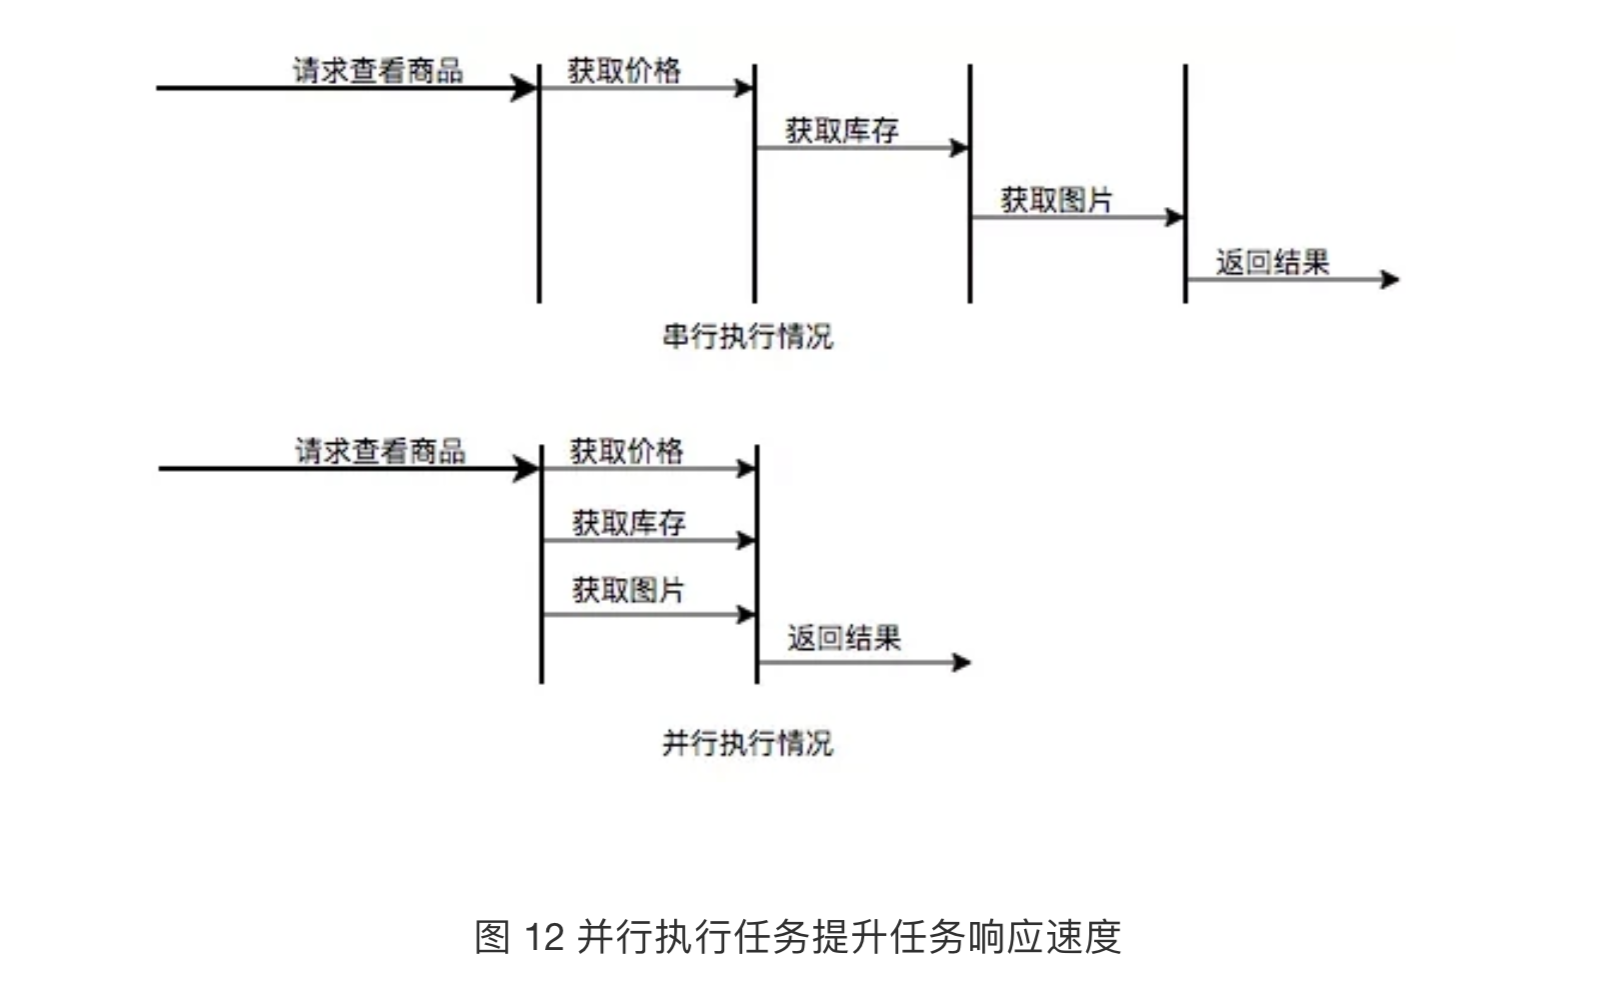 请求查看商品
获取价格
获取库存
获取图片
返回结果
串行执行情况
请求查看商品
获取价格
获取库存
获取图片
返回结果
并行执行情况
图 12 并行执行任务提升任务响应速度